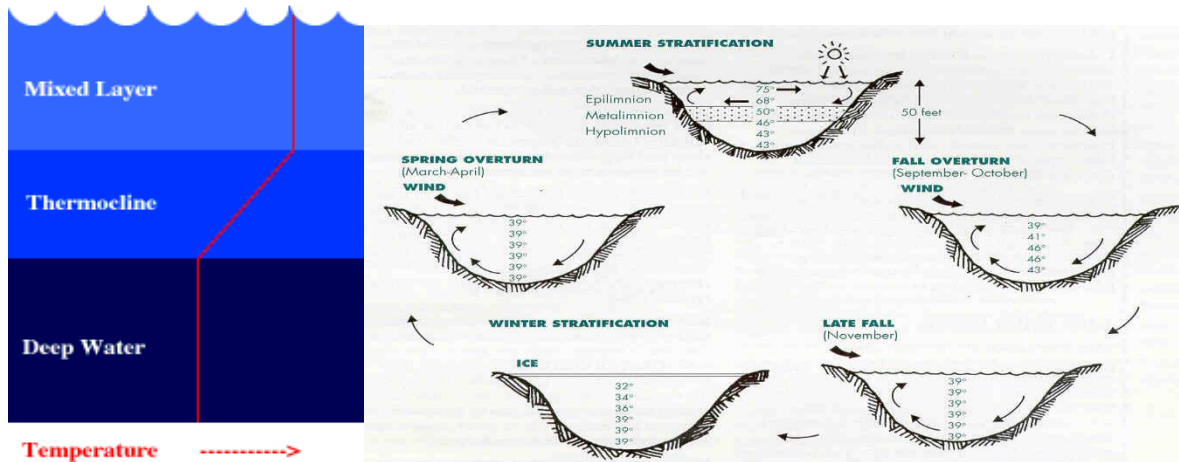 Mixed Layer
Thermocline
Deep Water
Temperature ----------->
SUMMER STRATIFICATION
75°
68°
50°
46°
43°
43°
Epilimnion
Metalimnion
Hypolimnion
50 feet
SPRING OVERTURN
(March-April)
WIND
39°
39°
39°
39°
39°
39°
FALL OVERTURN
(September- October)
WIND
39°
41°
46°
46°
43°
WINTER STRATIFICATION
ICE
32°
34°
36°
39°
39°
39°
LATE FALL
(November)
39°
39°
39°
39°
39°
39°